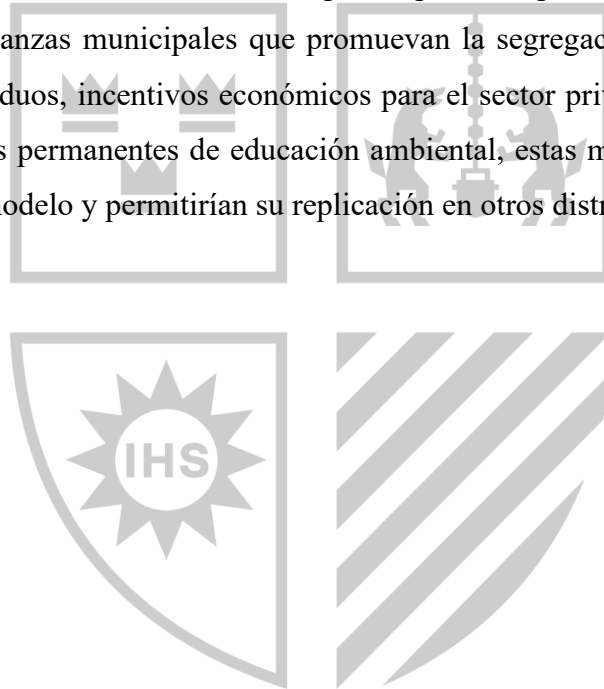 anzas municipales que promuevan la segregac
duos, incentivos económicos para el sector priv
s permanentes de educación ambiental, estas m
nodelo y permitirían su replicación en otros distr
IHS